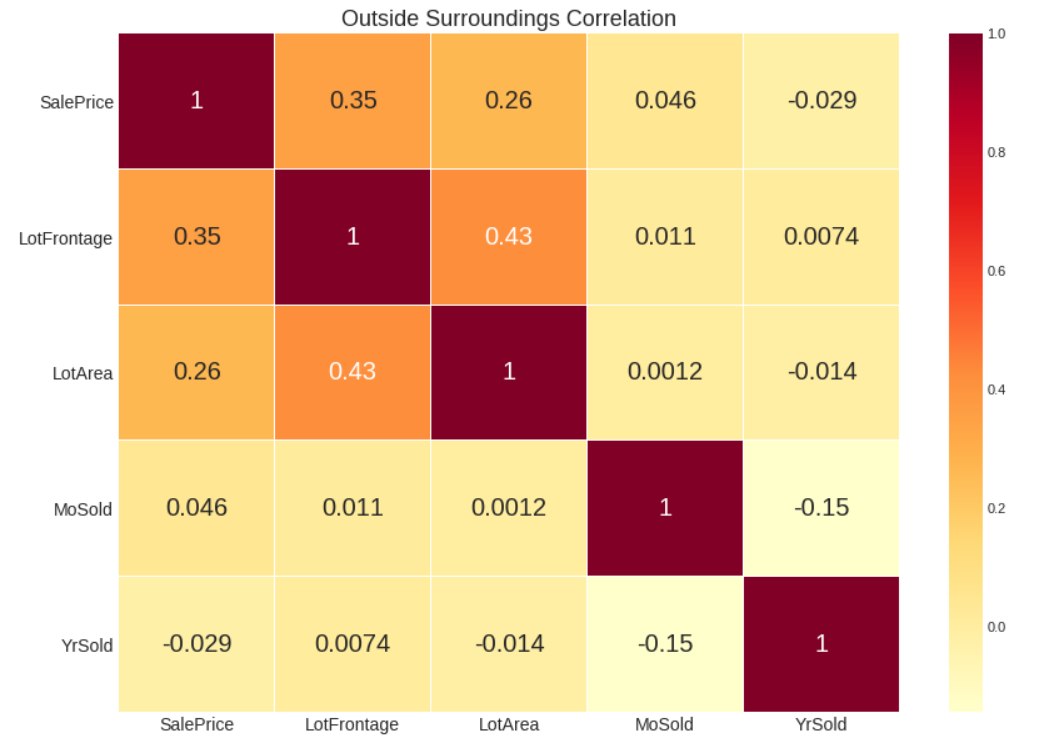 Outside Surroundings Correlation
1.0
SalePrice 1 0.35 0.26 0.046 -0.029
0.8
LotFrontage 0.35 1 0.43 0.011 0.0074
0.6
LotArea 0.26 0.43 1 0.0012 -0.014
0.4
MoSold 0.046 0.011 0.0012 1 -0.15
0.2
YrSold -0.029 0.0074 -0.014 -0.15 1
0.0
SalePrice LotFrontage LotArea MoSold YrSold